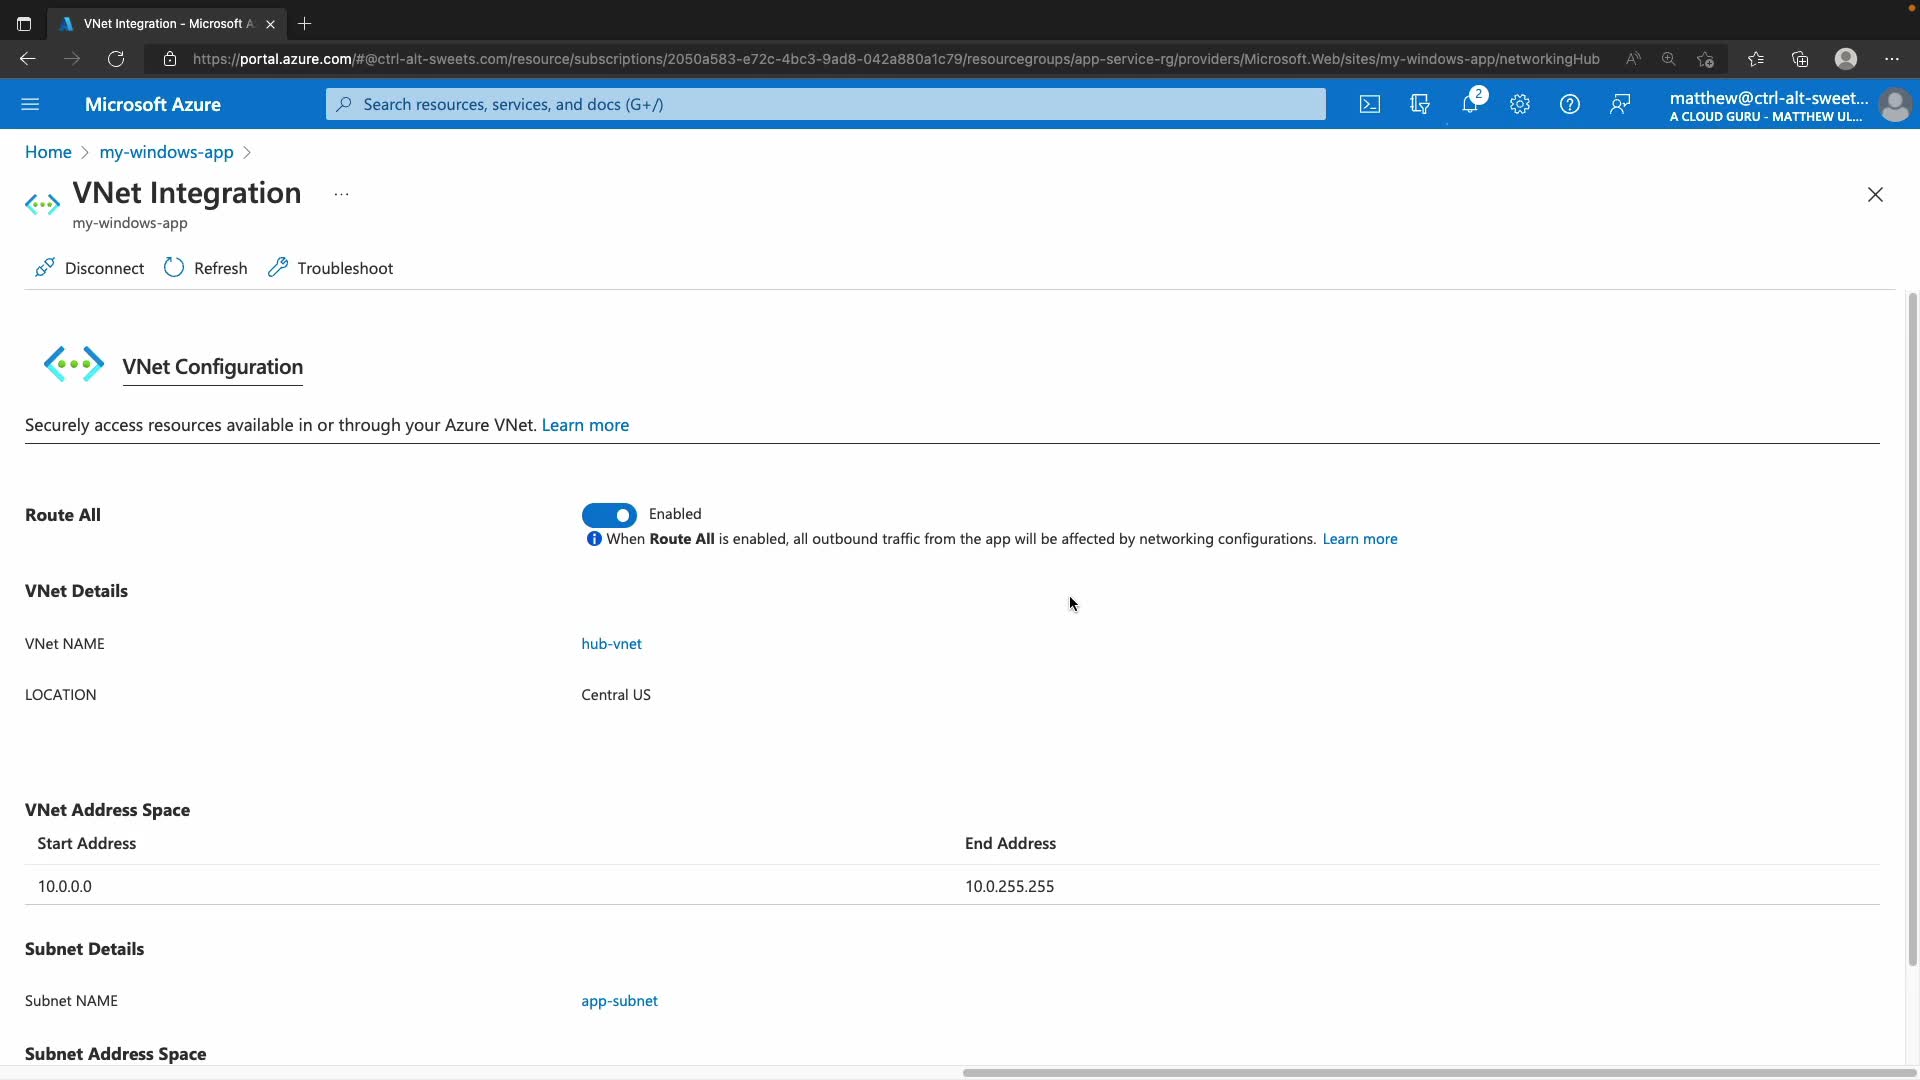 VNet Integration - Microsoft A
https://portal.azure.com/#@ctrl-alt-sweets.com/resource/subscriptions/2050a583-e72c-4bc3-9ad8-042a880a1c79/resourcegroups/app-service-rg/providers/Microsoft.Web/sites/my-windows-app/networkingHub
Microsoft Azure
Search resources, services, and docs (G+/)
2
matthew@ctrl-alt-sweet...
A CLOUD GURU - MATTHEW UL...
Home > my-windows-app >
VNet Integration ...
my-windows-app
Disconnect Refresh Troubleshoot
VNet Configuration
Securely access resources available in or through your Azure VNet. Learn more
Route All
Enabled
When Route All is enabled, all outbound traffic from the app will be affected by networking configurations. Learn more
VNet Details
VNet NAME hub-vnet
LOCATION Central US
VNet Address Space
Start Address End Address
10.0.0.0 10.0.255.255
Subnet Details
Subnet NAME app-subnet
Subnet Address Space